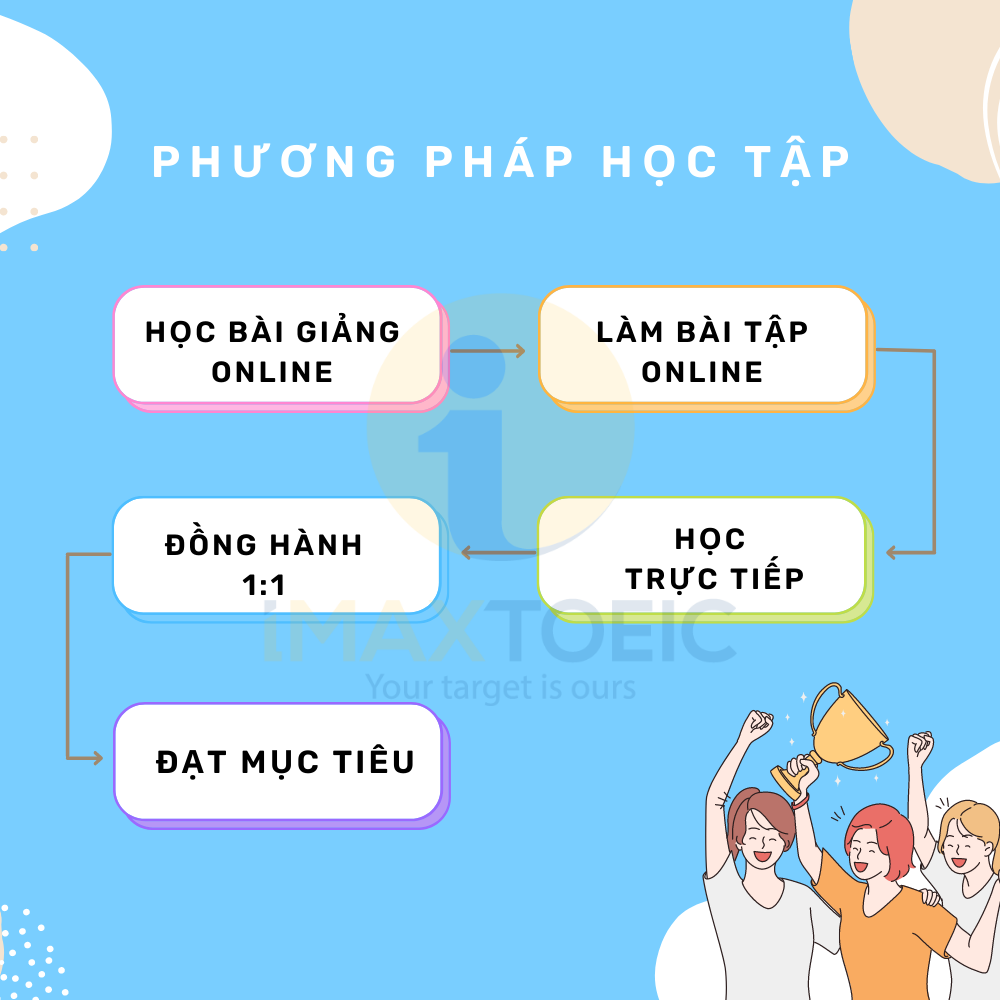 PHƯƠNG PHÁP HỌC TẬP
HỌC BÀI GIẢNG
ONLINE
LÀM BÀI TẬP
ONLINE
HỌC
TRỰC TIẾP
ĐỒNG HÀNH
1:1
ĐẠT MỤC TIÊU
iMAXTOEIC
Your target is ours